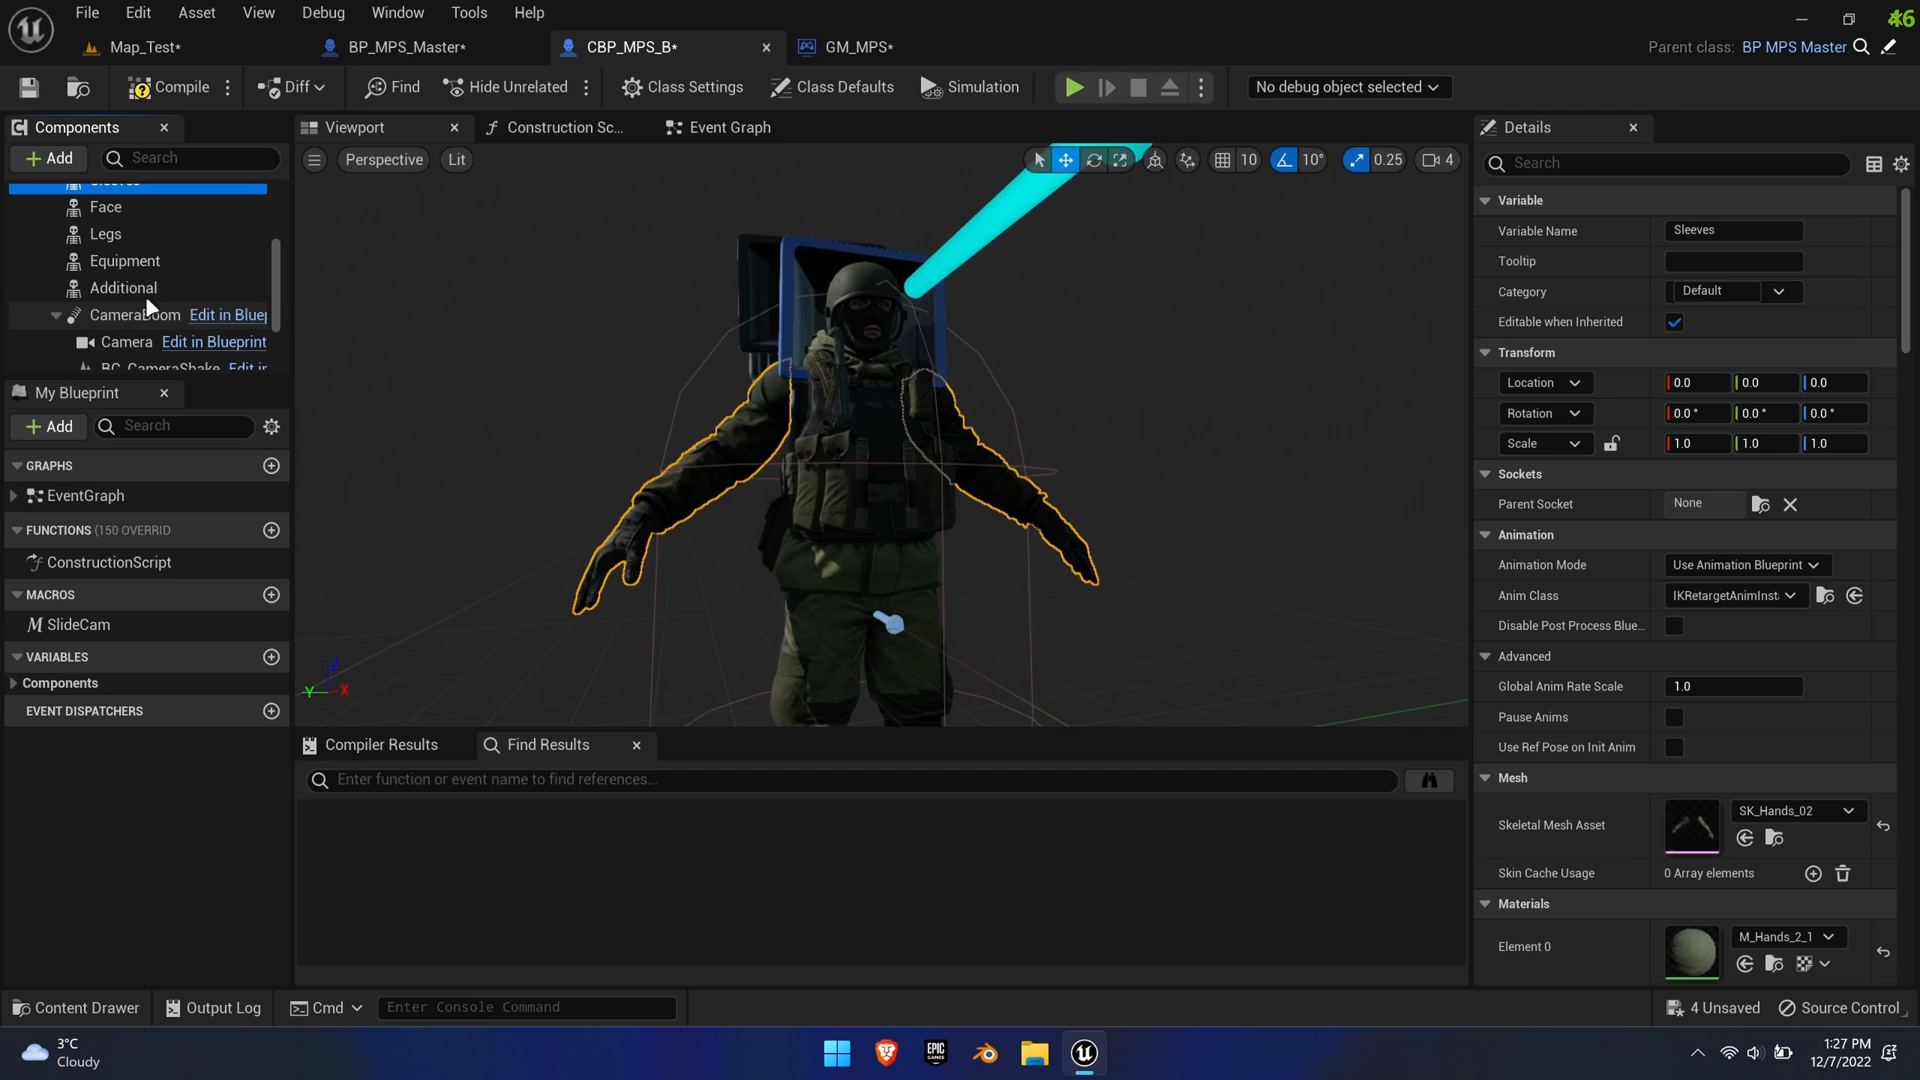 File Edit Asset View Debug Window Tools Help
46
Map_Test* BP_MPS_Master* CBP_MPS_B* GM_MPS*
Parent class: BP MPS Master
Compile Diff Find Hide Unrelated Class Settings Class Defaults Simulation No debug object selected
Components Viewport Construction Sc... Event Graph Details
Add Search Perspective Lit 10 10° 0.25 4 Search
Sleeves
Face
Legs
Equipment
Additional
CameraBoom Edit in Bluep
Camera Edit in Blueprint
BC_CameraShake Edit in
My Blueprint
Add Search
GRAPHS
EventGraph
FUNCTIONS (150 OVERRID
ConstructionScript
MACROS
SlideCam
VARIABLES
Components
EVENT DISPATCHERS
Z
Y X
Compiler Results Find Results
Enter function or event name to find references...
Variable
Variable Name Sleeves
Tooltip
Category Default
Editable when Inherited
Transform
Location 0.0 0.0 0.0
Rotation 0.0 ° 0.0 ° 0.0 °
Scale 1.0 1.0 1.0
Sockets
Parent Socket None
Animation
Animation Mode Use Animation Blueprint
Anim Class IKRetargetAnimInst
Disable Post Process Blue...
Advanced
Global Anim Rate Scale 1.0
Pause Anims
Use Ref Pose on Init Anim
Mesh
Skeletal Mesh Asset SK_Hands_02
Skin Cache Usage 0 Array elements
Materials
Element 0 M_Hands_2_1
Content Drawer Output Log Cmd Enter Console Command 4 Unsaved Source Control
3°C
Cloudy
EPIC
GAMES
1:27 PM
12/7/2022